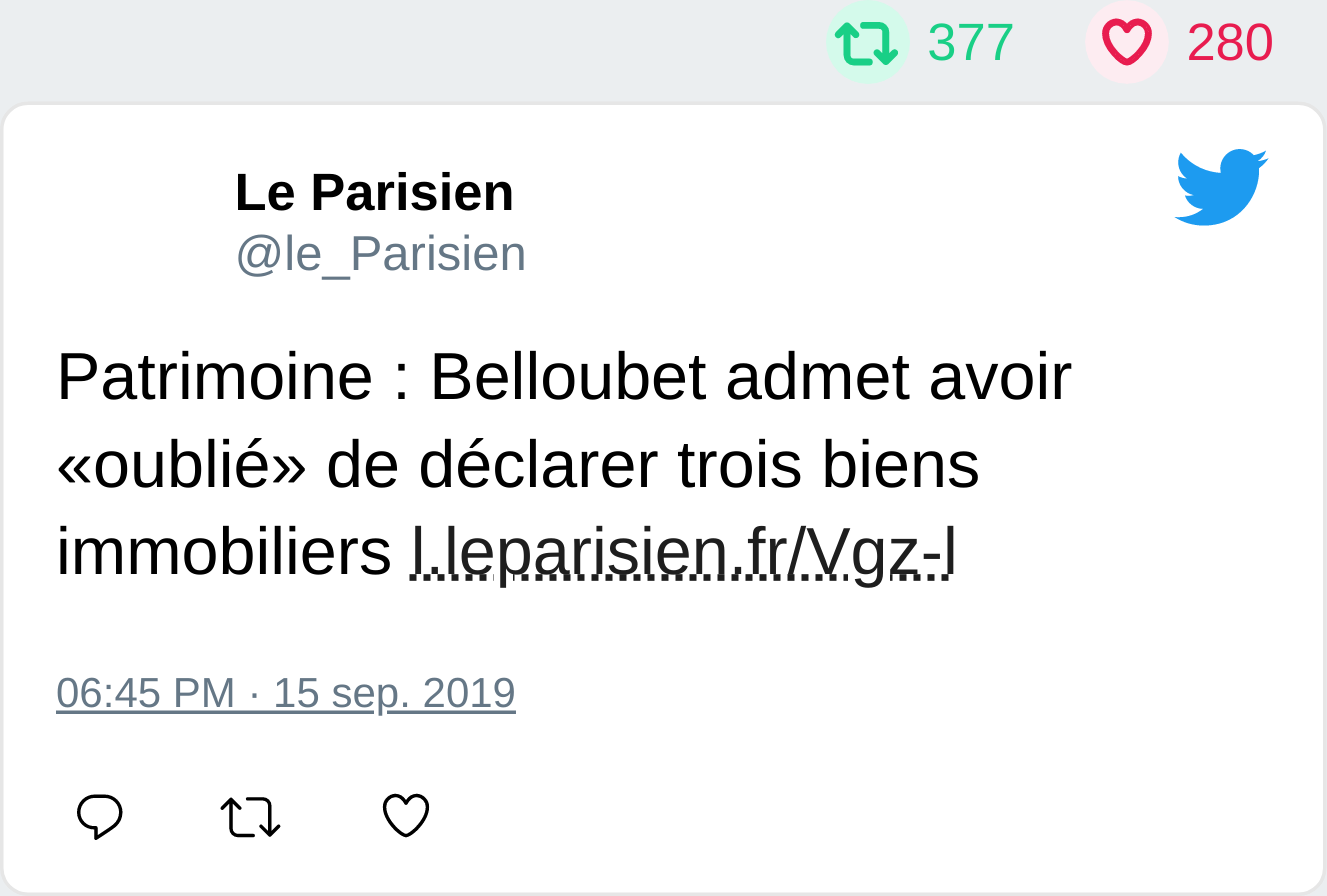 377 280
Le Parisien
@le_Parisien
Patrimoine : Belloubet admet avoir
«oublié» de déclarer trois biens
immobiliers l.leparisien.fr/Vgz-l
06:45 PM · 15 sep. 2019